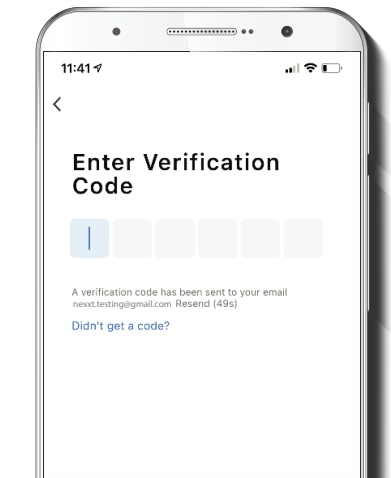 11:41
Enter Verification
Code
A verification code has been sent to your email
nexxt.testing@gmail.com Resend (49s)
Didn't get a code?